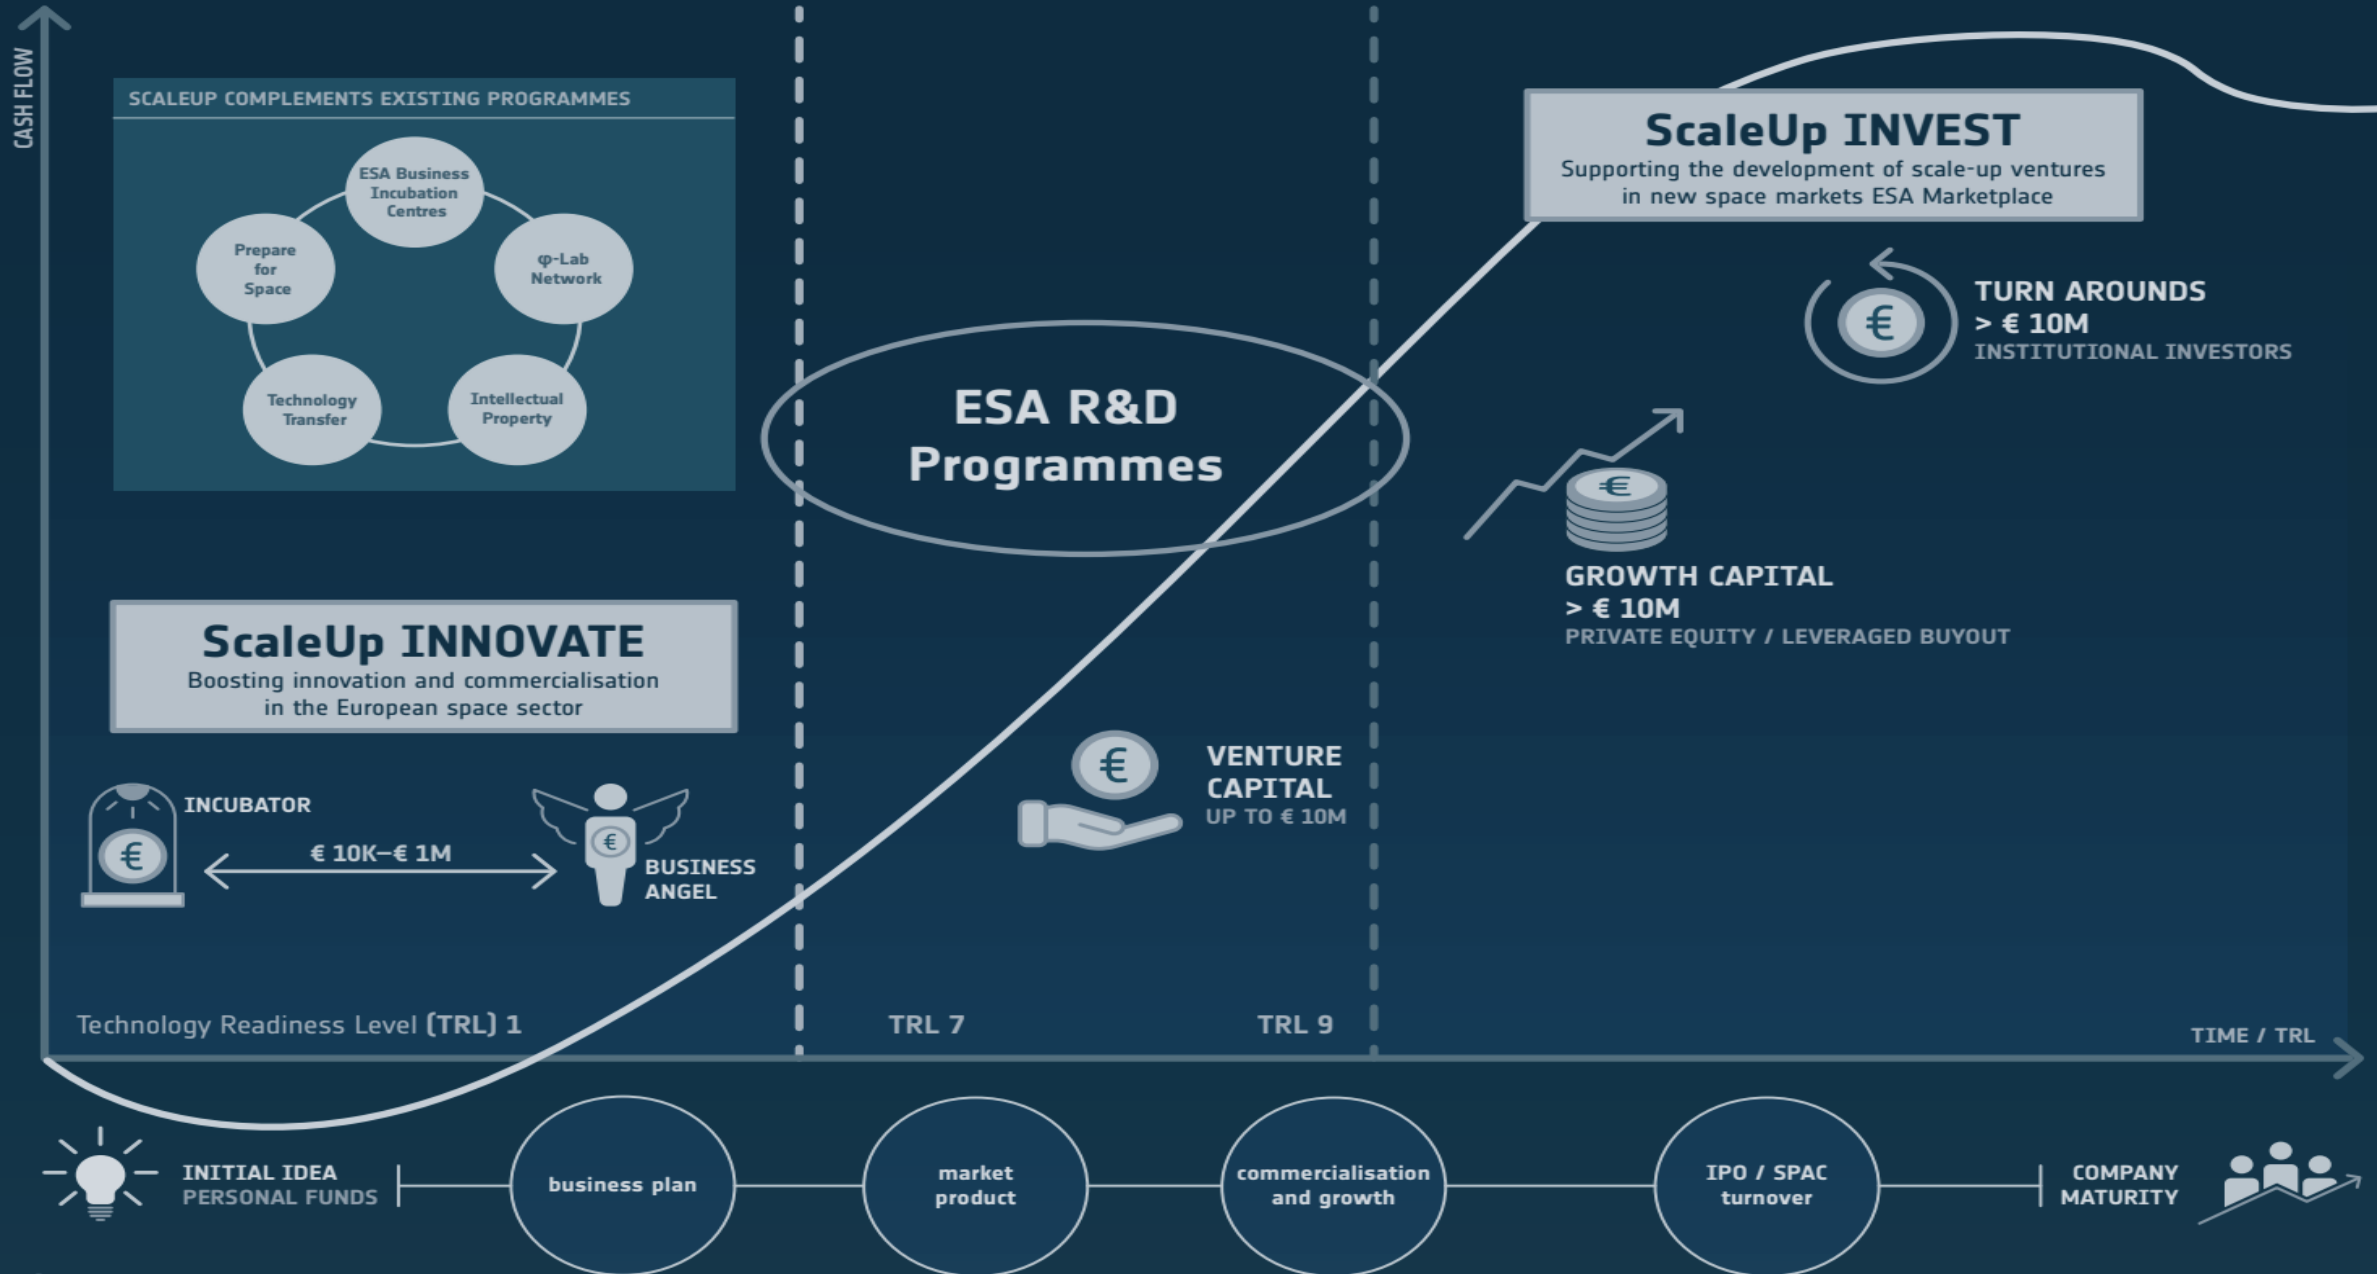 CASH FLOW
SCALEUP COMPLEMENTS EXISTING PROGRAMMES
ESA Business
Incubation
Centres
Prepare
for
Space
φ-Lab
Network
Technology
Transfer
Intellectual
Property
ScaleUp INNOVATE
Boosting innovation and commercialisation
in the European space sector
€
INCUBATOR
€ 10K–€ 1M
€
BUSINESS
ANGEL
ESA R&D
Programmes
€
VENTURE
CAPITAL
UP TO € 10M
ScaleUp INVEST
Supporting the development of scale-up ventures
in new space markets ESA Marketplace
€
TURN AROUNDS
> € 10M
INSTITUTIONAL INVESTORS
€
GROWTH CAPITAL
> € 10M
PRIVATE EQUITY / LEVERAGED BUYOUT
Technology Readiness Level (TRL) 1
TRL 7
TRL 9
TIME / TRL
INITIAL IDEA
PERSONAL FUNDS
business plan
market
product
commercialisation
and growth
IPO / SPAC
turnover
COMPANY
MATURITY